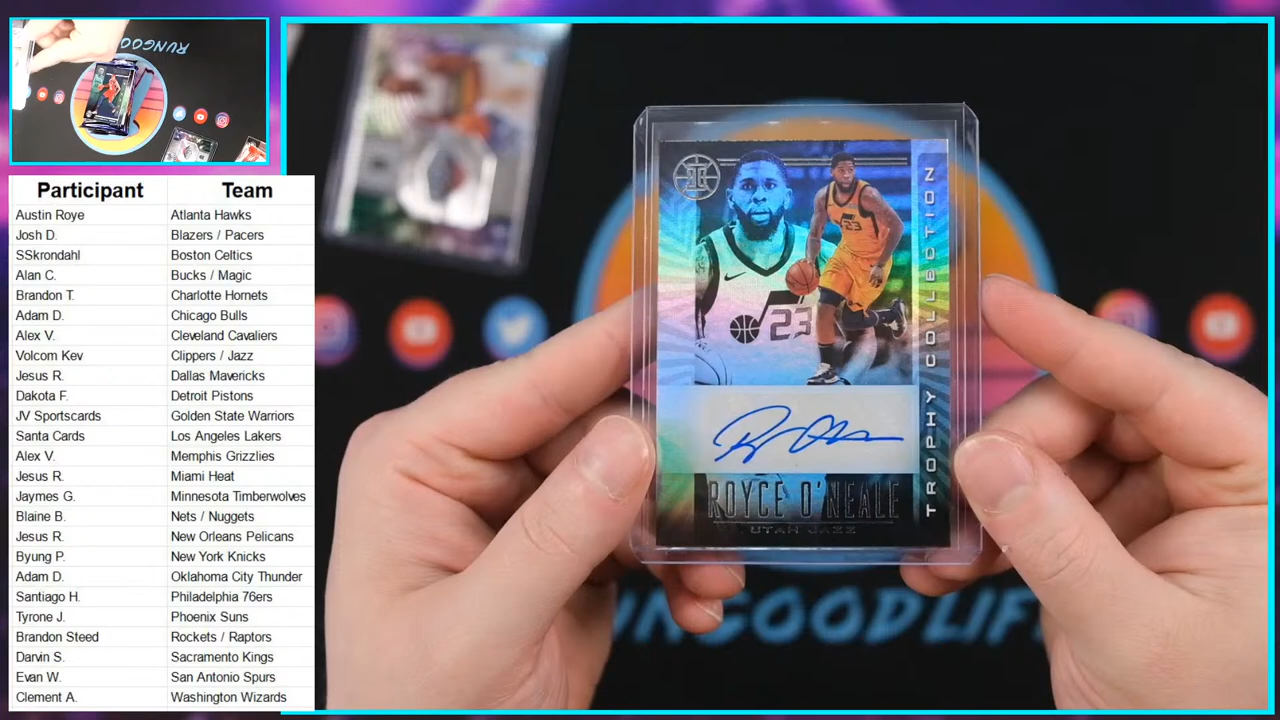 RUNGOODL
Participant Team
Austin Roye Atlanta Hawks
Josh D. Blazers / Pacers
SSkrondahl Boston Celtics
Alan C. Bucks / Magic
Brandon T. Charlotte Hornets
Adam D. Chicago Bulls
Alex V. Cleveland Cavaliers
Volcom Kev Clippers / Jazz
Jesus R. Dallas Mavericks
Dakota F. Detroit Pistons
JV Sportscards Golden State Warriors
Santa Cards Los Angeles Lakers
Alex V. Memphis Grizzlies
Jesus R. Miami Heat
Jaymes G. Minnesota Timberwolves
Blaine B. Nets / Nuggets
Jesus R. New Orleans Pelicans
Byung P. New York Knicks
Adam D. Oklahoma City Thunder
Santiago H. Philadelphia 76ers
Tyrone J. Phoenix Suns
Brandon Steed Rockets / Raptors
Darvin S. Sacramento Kings
Evan W. San Antonio Spurs
Clement A. Washington Wizards
23
23
TROPHY COLLECTION
ROYCE O'NEALE
UTAH JAZZ
UNGOODLIF